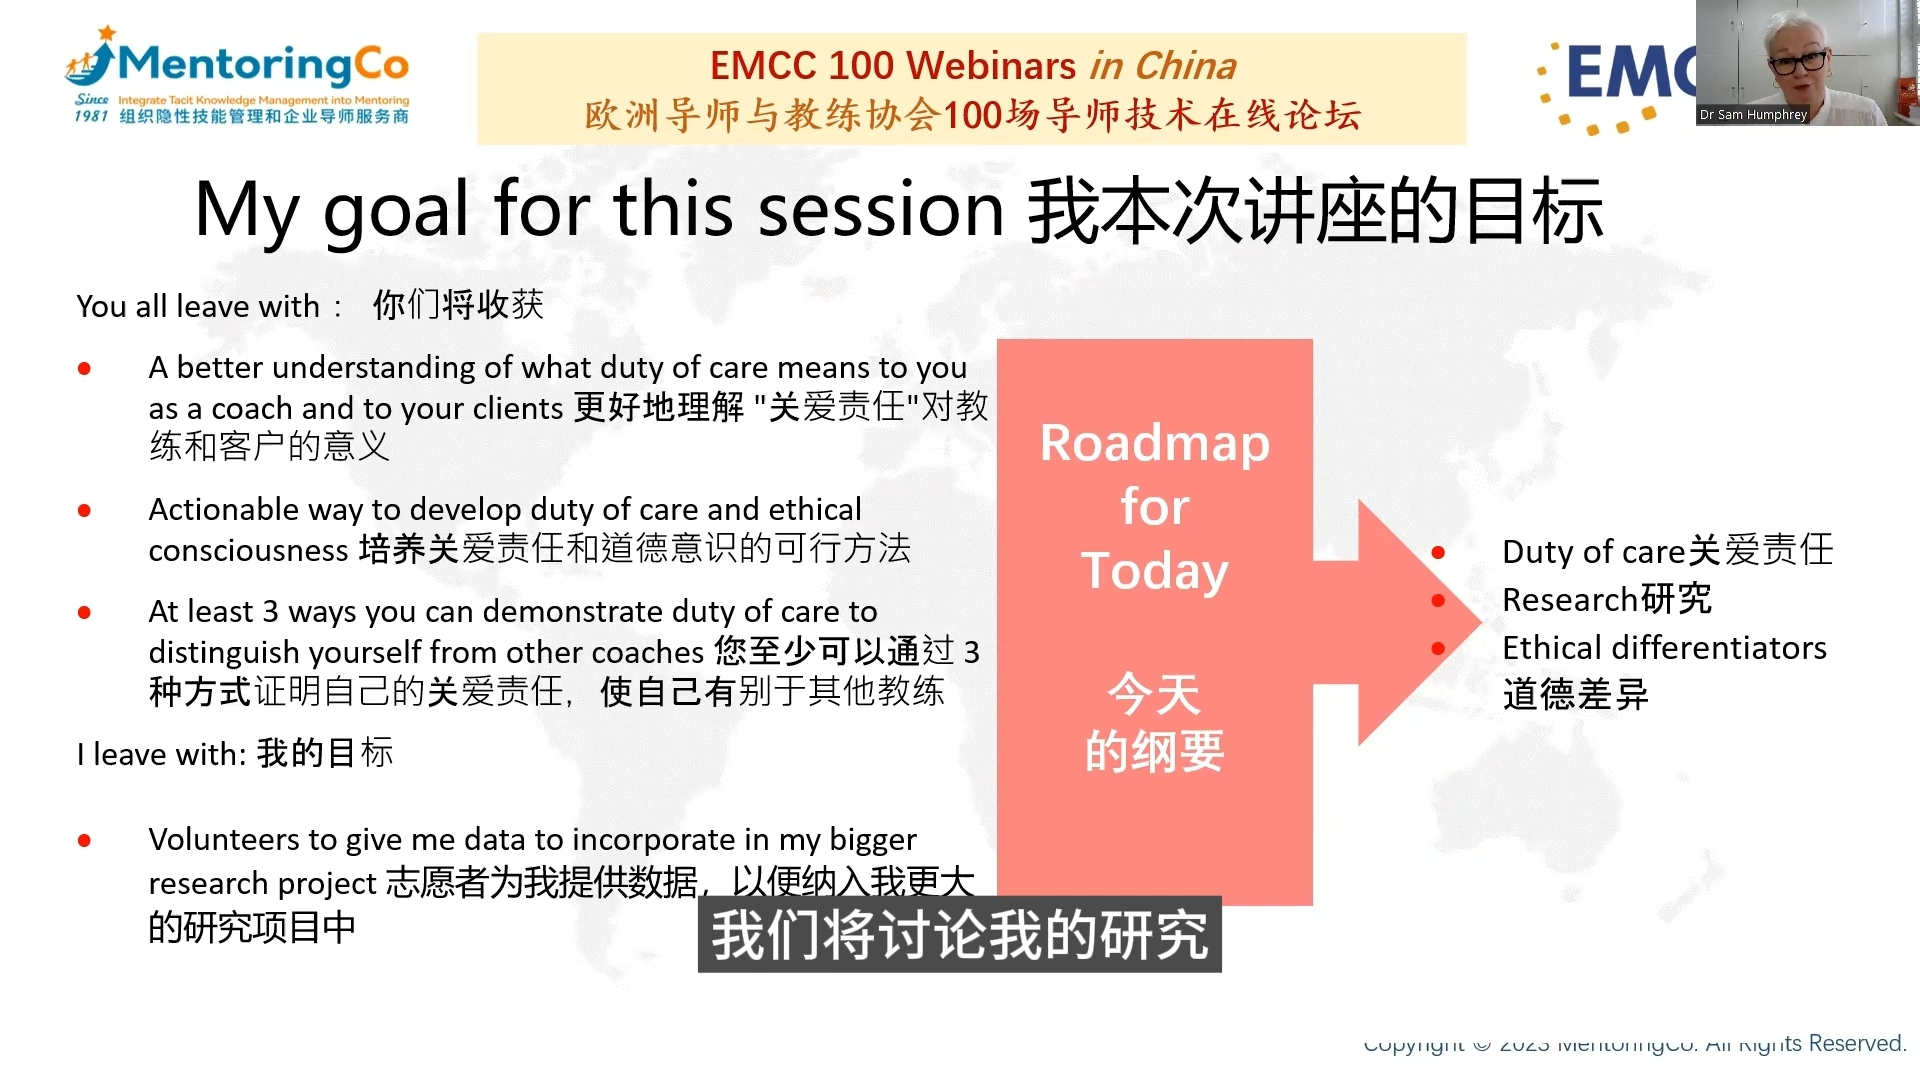 MentoringCo
Since 1981
Integrate Tacit Knowledge Management into Mentoring
组织隐性技能管理和企业导师服务商
EMCC 100 Webinars in China
欧洲导师与教练协会100场导师技术在线论坛
EMC
Dr Sam Humphrey
My goal for this session 我本次讲座的目标
You all leave with： 你们将收获
• A better understanding of what duty of care means to you
as a coach and to your clients 更好地理解 "关爱责任"对教
练和客户的意义
• Actionable way to develop duty of care and ethical
consciousness 培养关爱责任和道德意识的可行方法
• At least 3 ways you can demonstrate duty of care to
distinguish yourself from other coaches 您至少可以通过 3
种方式证明自己的关爱责任，使自己有别于其他教练
I leave with: 我的目标
• Volunteers to give me data to incorporate in my bigger
research project 志愿者为我提供数据，以便纳入我更大
的研究项目中
Roadmap
for
Today
今天
的纲要
• Duty of care关爱责任
• Research研究
• Ethical differentiators
道德差异
我们将讨论我的研究
Copyright © 2023 MentoringCo. All Rights Reserved.